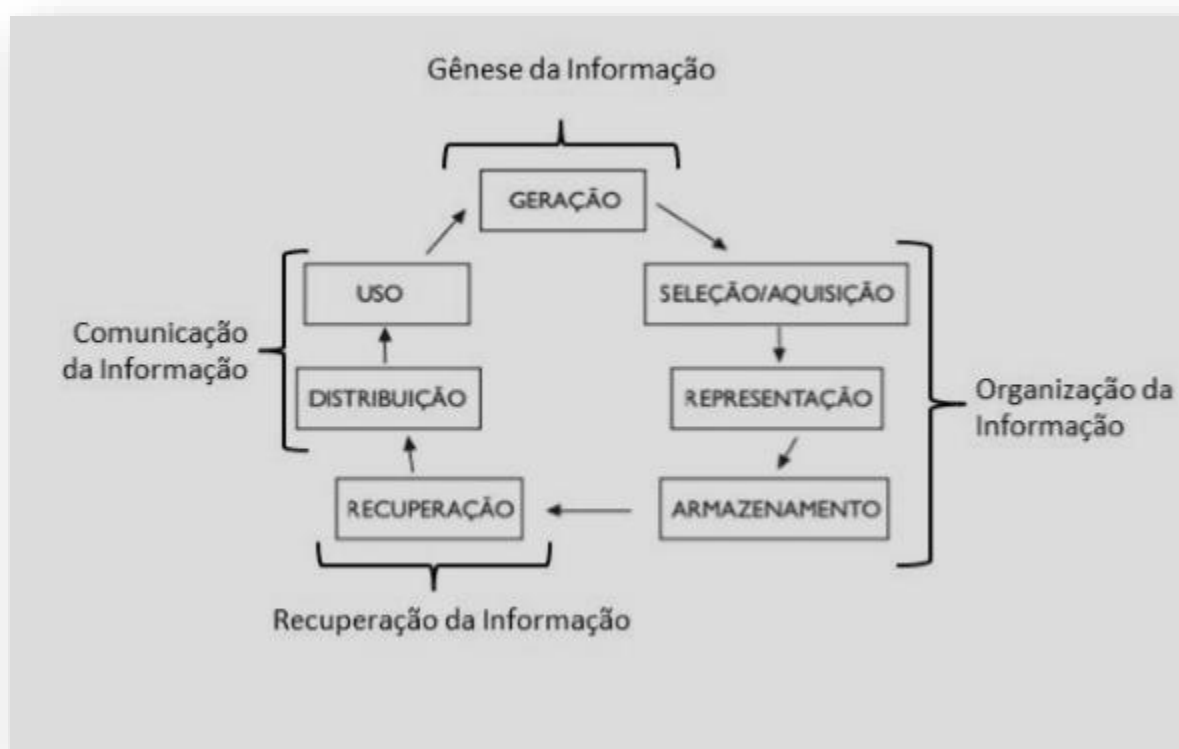 Gênese da Informação
GERAÇÃO
USO
SELEÇÃO/AQUISIÇÃO
Comunicação
da Informação
DISTRIBUIÇÃO
REPRESENTAÇÃO
Organização da
Informação
RECUPERAÇÃO
ARMAZENAMENTO
Recuperação da Informação